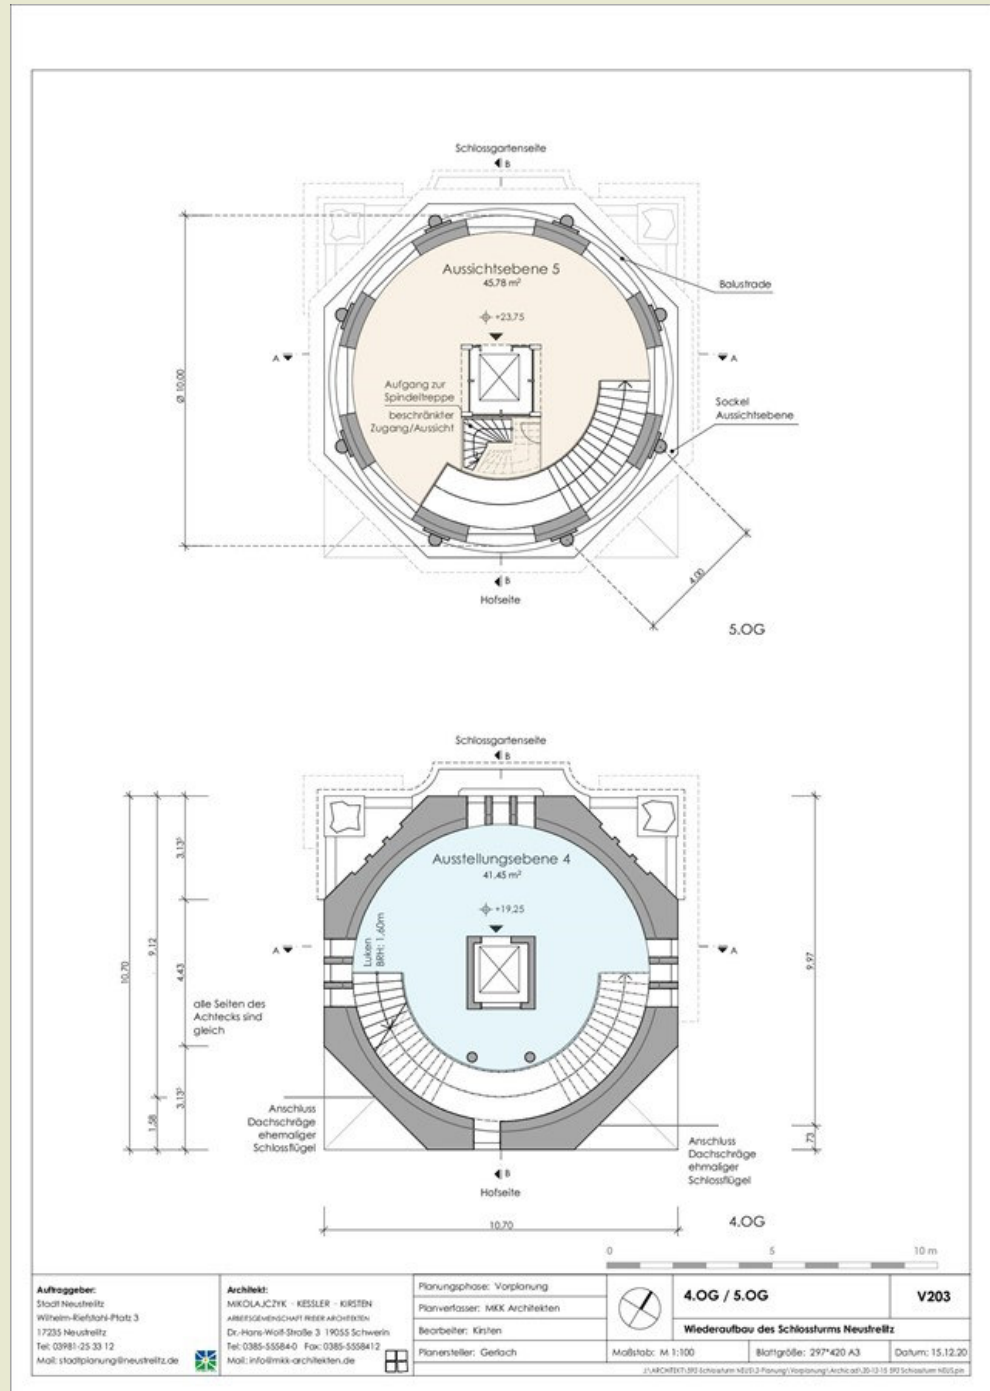 Schlossgartenseite
B
Aussichtsebene 5
45,78 m²
+23,75
Balustrade
A
A
Ø 10,00
Aufgang zur
Spindeltreppe
beschränkter
Zugang/Aussicht
Sockel
Aussichtsebene
4,00
B
Hofseite
5.OG
Schlossgartenseite
B
Ausstellungsebene 4
41,45 m²
+19,25
Luken
BRH: 1,60m
A
A
10,70
9,12
1,58
3,13⁵
4,43
3,13⁵
9,97
,73
alle Seiten des
Achtecks sind
gleich
Anschluss
Dachschräge
ehemaliger
Schlossflügel
Anschluss
Dachschräge
ehmaliger
Schlossflügel
B
Hofseite
10,70
4.OG
0 5 10 m
Auftraggeber:
Stadt Neustrelitz
Wilhelm-Riefstahl-Platz 3
17235 Neustrelitz
Tel: 03981-25 33 12
Mail: stadtplanung@neustrelitz.de
Architekt:
MIKOLAJCZYK - KESSLER - KIRSTEN
ARBEITSGEMEINSCHAFT FREIER ARCHITEKTEN
Dr.-Hans-Wolf-Straße 3 19055 Schwerin
Tel: 0385-555840 Fax: 0385-5558412
Mail: info@mkk-architekten.de
Planungsphase: Vorplanung
Planverfasser: MKK Architekten
Bearbeiter: Kirsten
Planersteller: Gerlach
4.OG / 5.OG
V203
Wiederaufbau des Schlossturms Neustrelitz
Maßstab: M 1:100
Blattgröße: 297*420 A3
Datum: 15.12.20